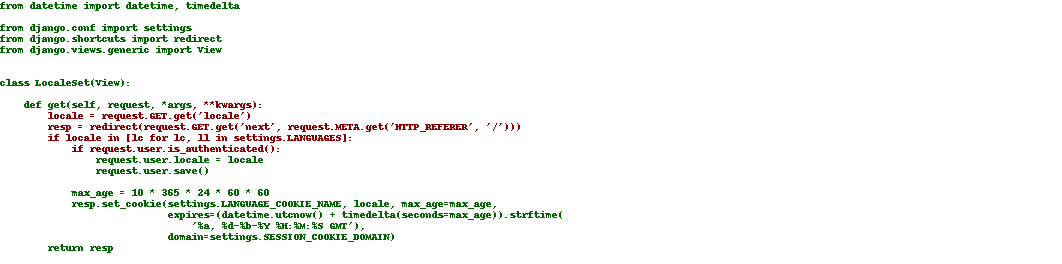 from datetime import datetime, timedelta

from django.conf import settings
from django.shortcuts import redirect
from django.views.generic import View


class LocaleSet(View):

    def get(self, request, *args, **kwargs):
        locale = request.GET.get('locale')
        resp = redirect(request.GET.get('next', request.META.get('HTTP_REFERER', '/')))
        if locale in [lc for lc, ll in settings.LANGUAGES]:
            if request.user.is_authenticated():
                request.user.locale = locale
                request.user.save()

            max_age = 10 * 365 * 24 * 60 * 60
            resp.set_cookie(settings.LANGUAGE_COOKIE_NAME, locale, max_age=max_age,
                            expires=(datetime.utcnow() + timedelta(seconds=max_age)).strftime(
                                '%a, %d-%b-%Y %H:%M:%S GMT'),
                            domain=settings.SESSION_COOKIE_DOMAIN)
        return resp